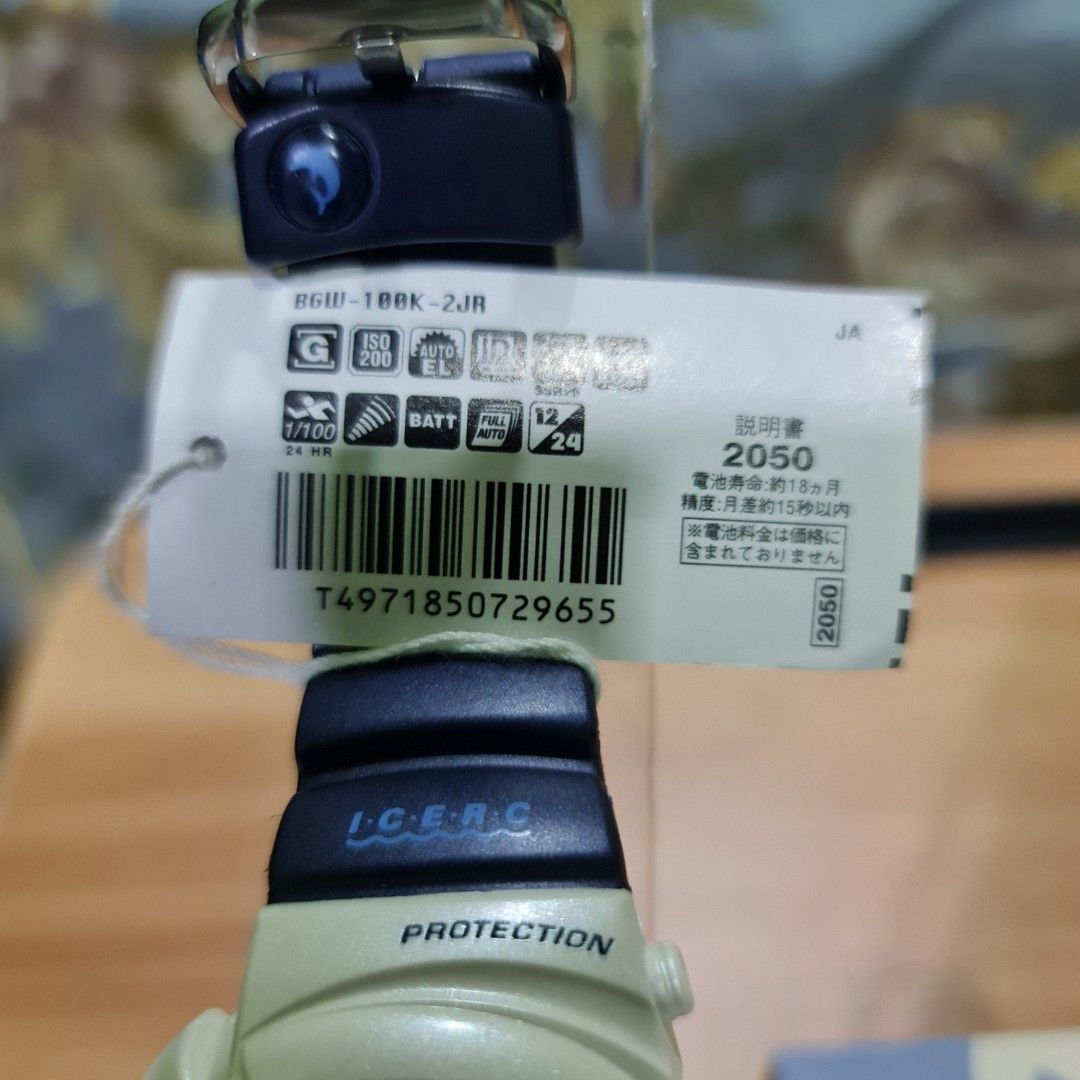 BGW-100K-2JR
JA
G
ISO
200
AUTO
EL
1/100
24 HR
BATT
FULL
AUTO
12/24
説明書
2050
電池寿命:約18ヵ月
精度:月差約15秒以内
※電池料金は価格に
含まれておりません
2050
T4971850729655
I·C·E·R·C
PROTECTION